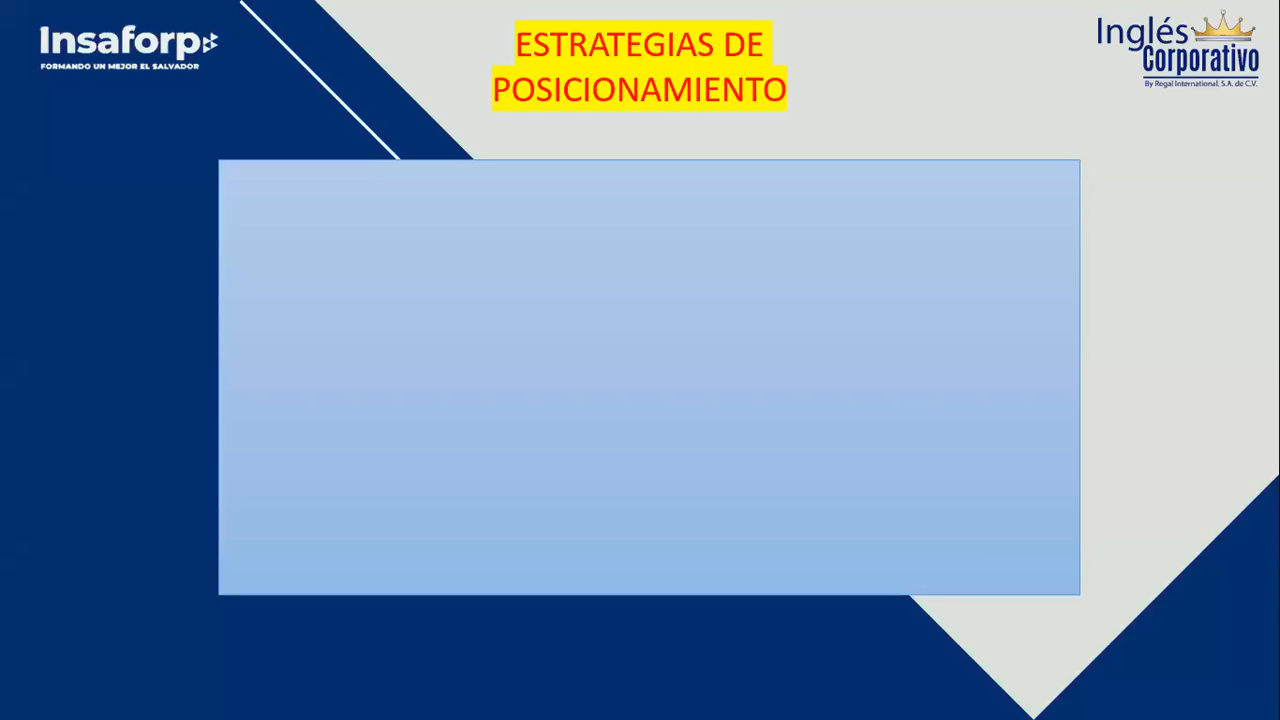 Insaforp
FORMANDO UN MEJOR EL SALVADOR
ESTRATEGIAS DE
POSICIONAMIENTO
Inglés
Corporativo
By Regal International, S.A. de C.V.